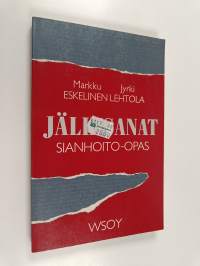 Markku Jyrki
ESKELINEN LEHTOLA
JÄLKISANAT
SIANHOITO-OPAS
WSOY